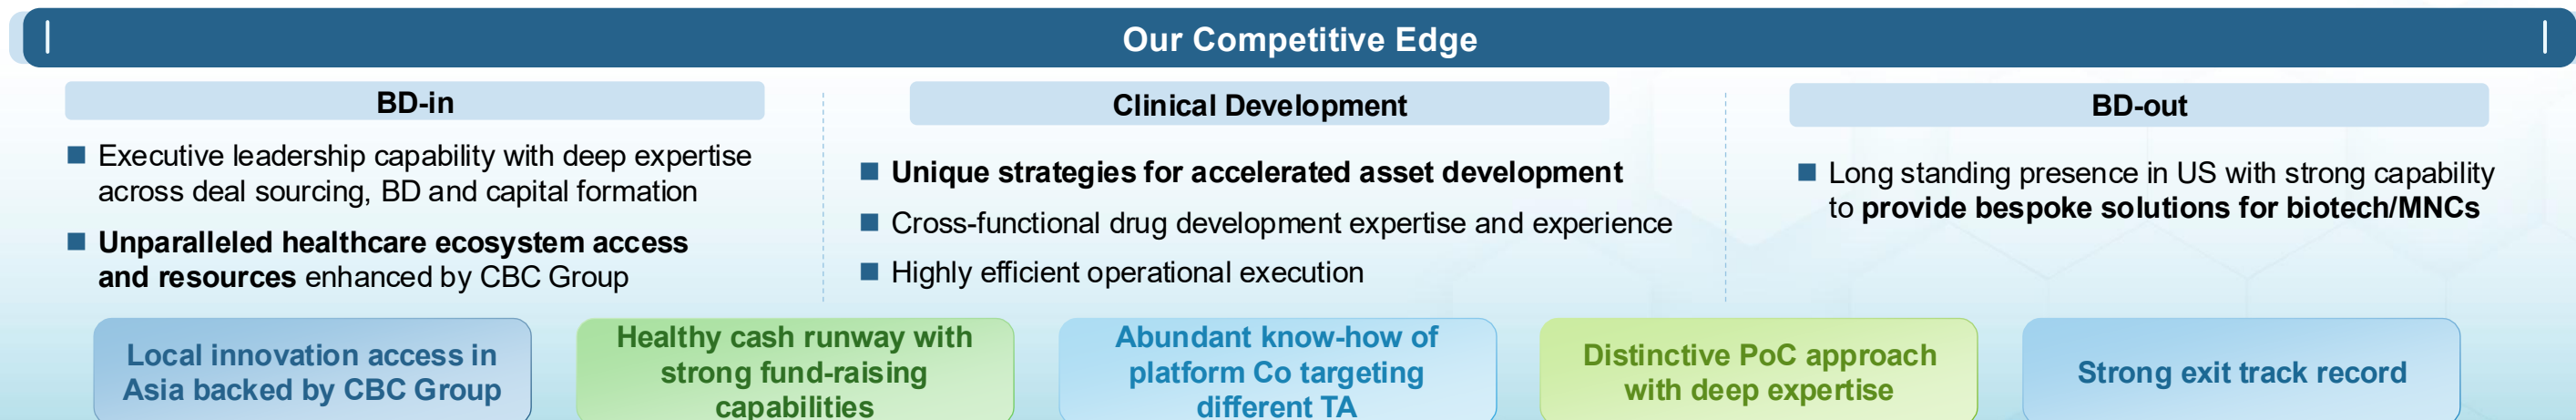 Our Competitive Edge
BD-in
Executive leadership capability with deep expertise
across deal sourcing, BD and capital formation
Unparalleled healthcare ecosystem access
and resources enhanced by CBC Group
Clinical Development
Unique strategies for accelerated asset development
Cross-functional drug development expertise and experience
Highly efficient operational execution
BD-out
Long standing presence in US with strong capability
to provide bespoke solutions for biotech/MNCs
Local innovation access in
Asia backed by CBC Group
Healthy cash runway with
strong fund-raising
capabilities
Abundant know-how of
platform Co targeting
different TA
Distinctive PoC approach
with deep expertise
Strong exit track record